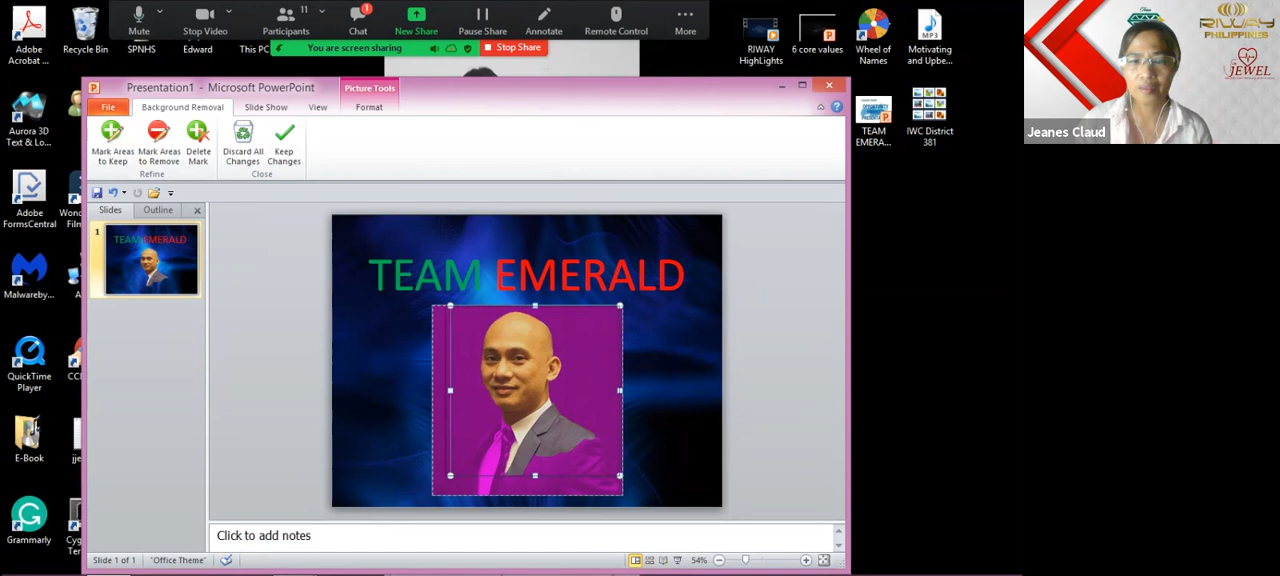 Mute
Stop Video
Participants
11
Chat
1
New Share
Pause Share
Annotate
Remote Control
More
You are screen sharing
Stop Share
Adobe
Acrobat ...
Recycle Bin
SPNHS
Edward
This PC
RIWAY
HighLights
6 core values
Wheel of
Names
MP3
Motivating
and Upbe...
TEAM
EMERA...
IWC District
381
Aurora 3D
Text & Lo...
Adobe
FormsCentral
Malwareby...
QuickTime
Player
E-Book
Grammarly
Presentation1 - Microsoft PowerPoint
Picture Tools
File
Background Removal
Slide Show
View
Format
Mark Areas
to Keep
Mark Areas
to Remove
Delete
Mark
Discard All
Changes
Keep
Changes
Refine
Close
Slides
Outline
1
TEAM EMERALD
TEAM EMERALD
Click to add notes
Slide 1 of 1
"Office Theme"
54%
RIWAY
PHILIPPINES
JEWEL
Jeanes Claud